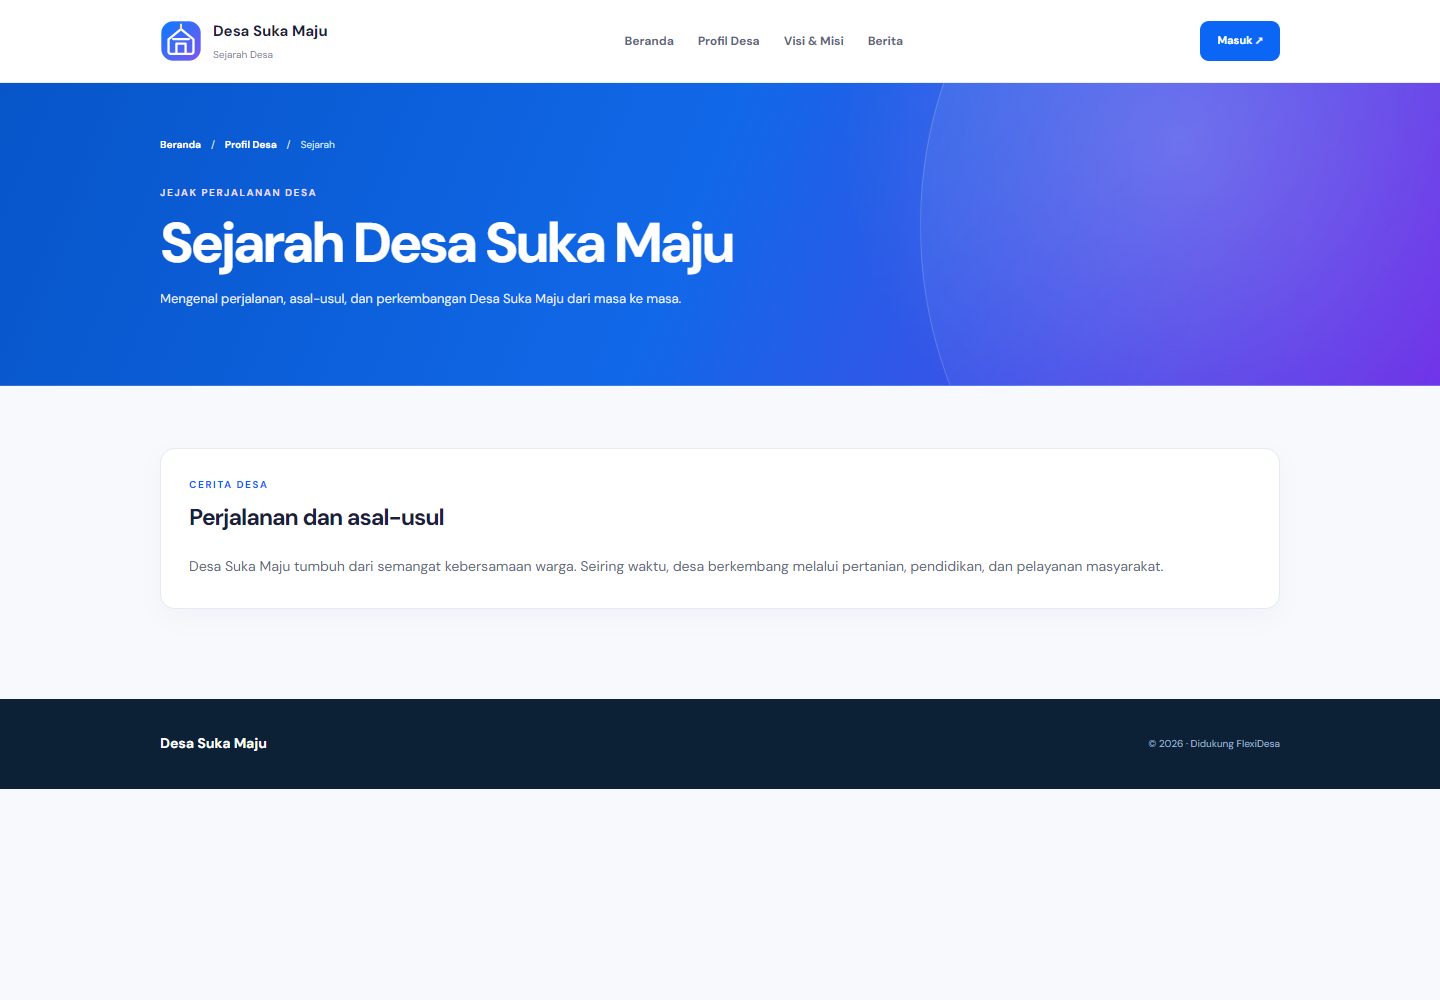 Desa Suka Maju
Sejarah Desa
Beranda Profil Desa Visi & Misi Berita
Masuk ↗
Beranda / Profil Desa / Sejarah
JEJAK PERJALANAN DESA
Sejarah Desa Suka Maju
Mengenal perjalanan, asal-usul, dan perkembangan Desa Suka Maju dari masa ke masa.
CERITA DESA
Perjalanan dan asal-usul
Desa Suka Maju tumbuh dari semangat kebersamaan warga. Seiring waktu, desa berkembang melalui pertanian, pendidikan, dan pelayanan masyarakat.
Desa Suka Maju
© 2026 · Didukung FlexiDesa